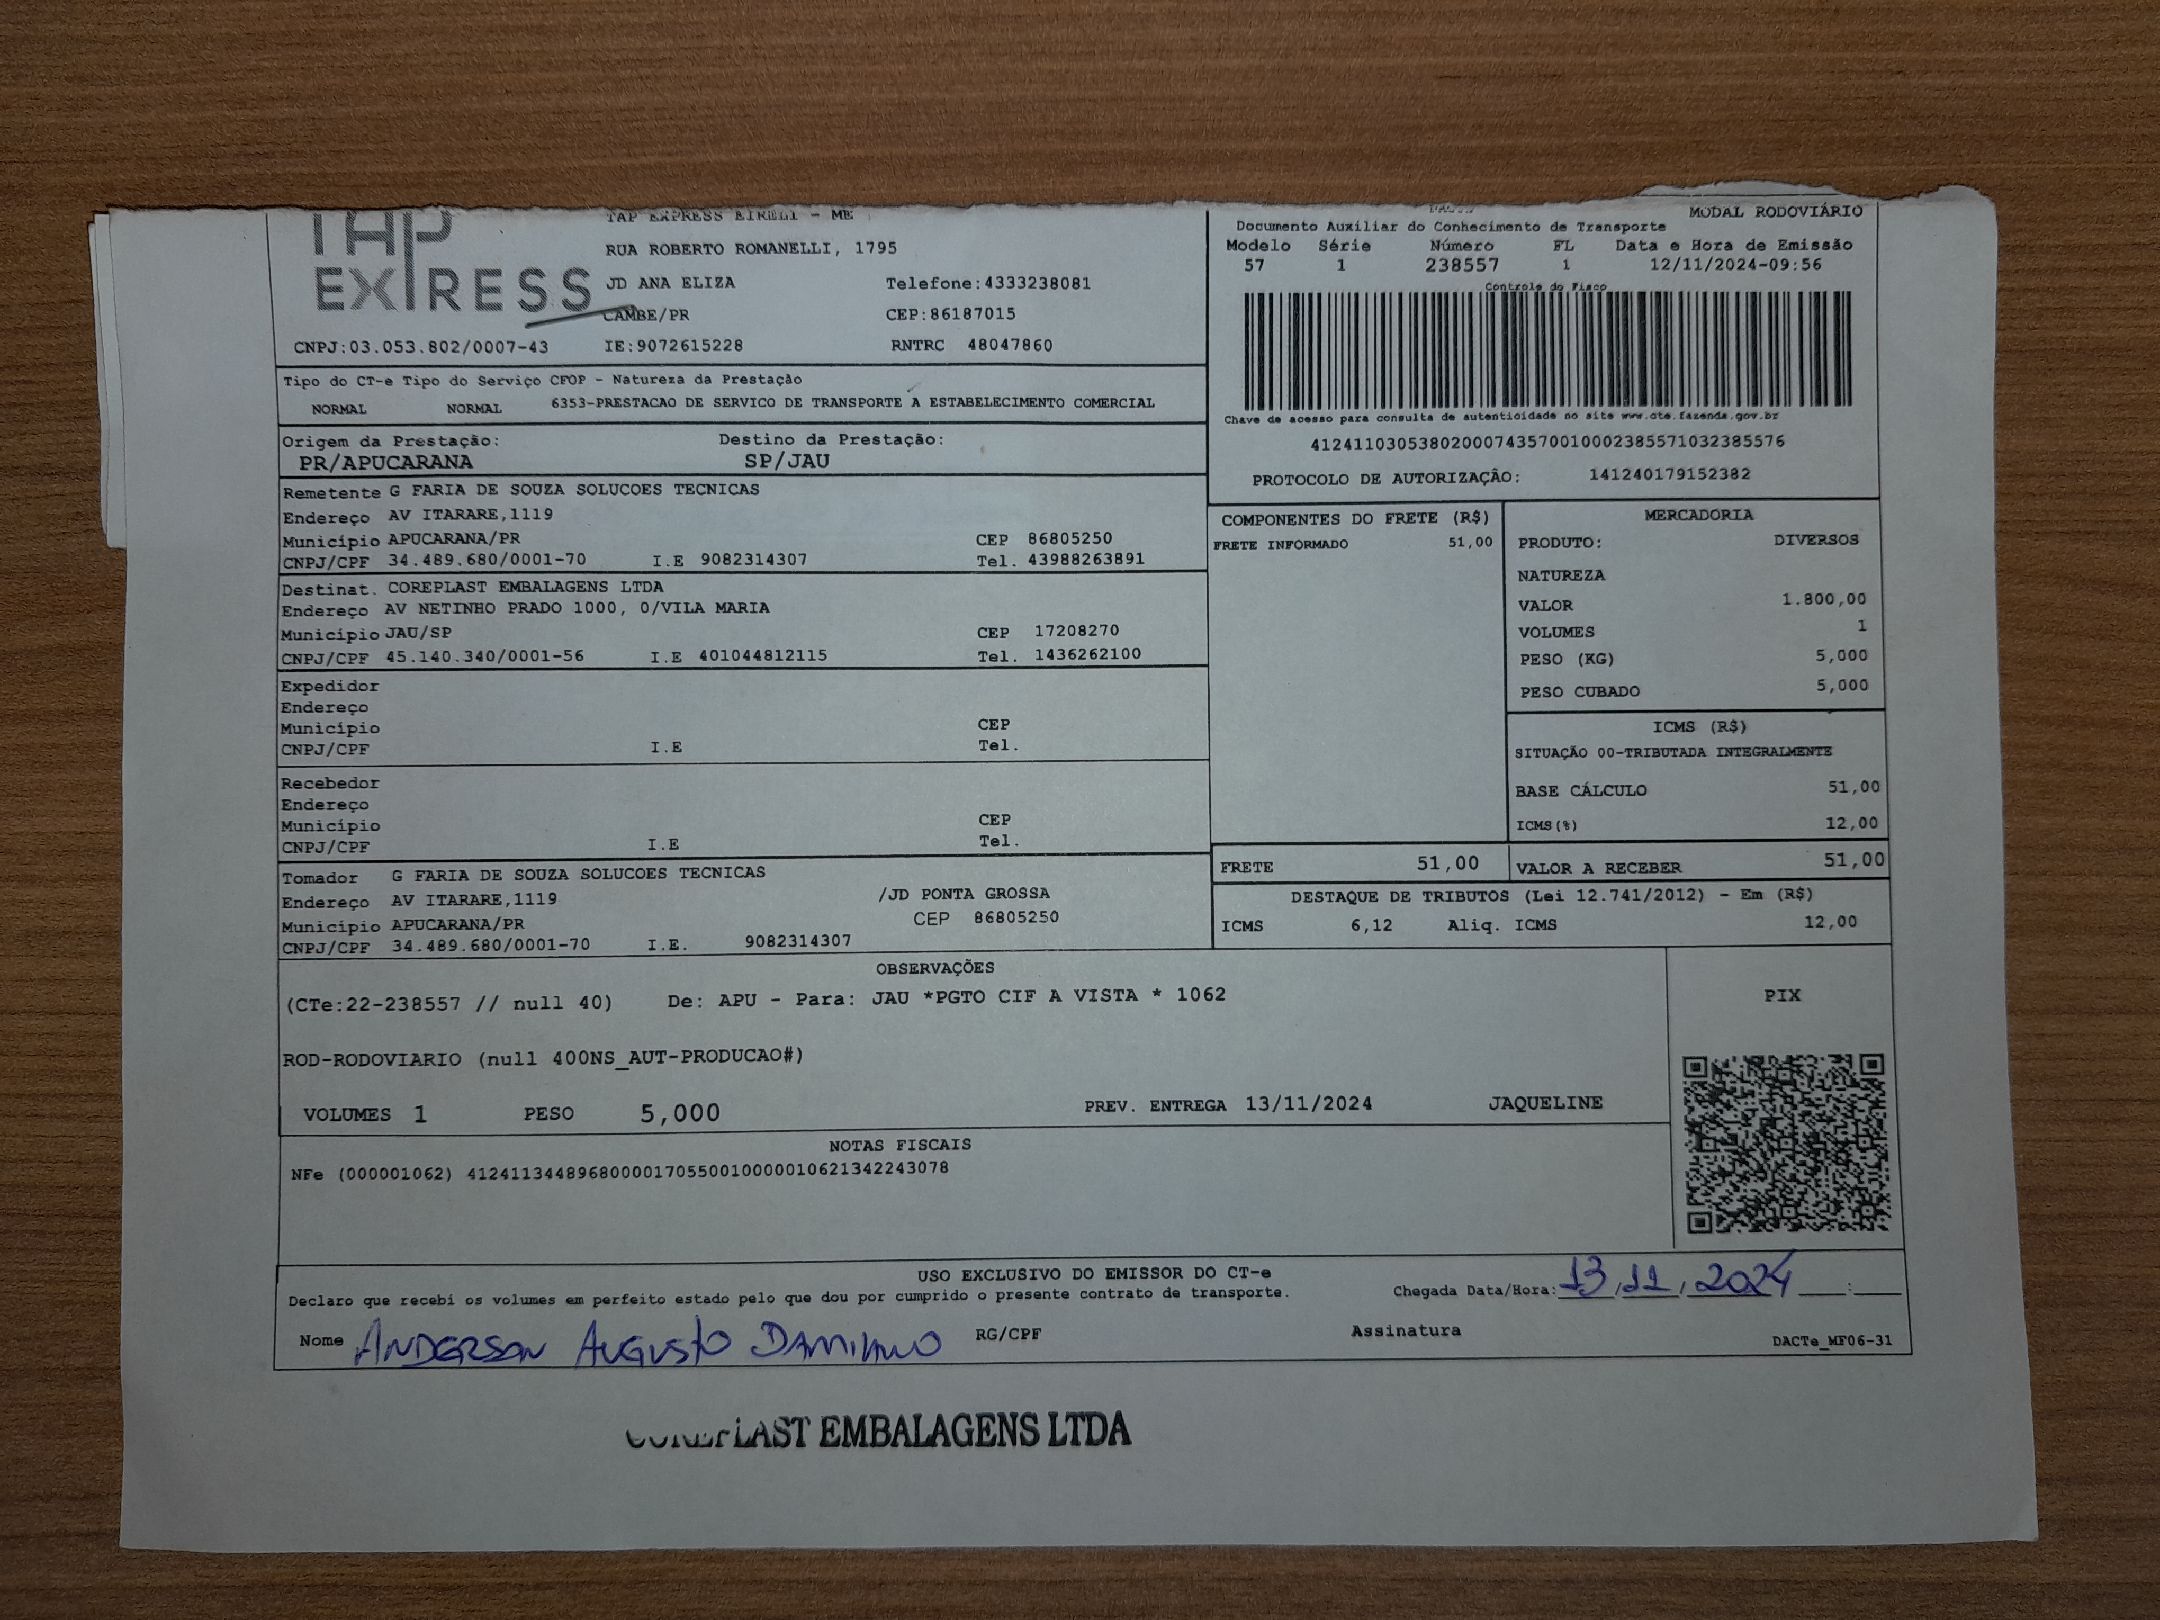 TAP
EXPRESS
TAP EXPRESS EIRELI - ME
RUA ROBERTO ROMANELLI, 1795
JD ANA ELIZA Telefone:4333238081
CAMBE/PR CEP:86187015
CNPJ:03.053.802/0007-43 IE:9072615228 RNTRC 48047860
MODAL RODOVIÁRIO
Documento Auxiliar do Conhecimento de Transporte
Modelo Série Número FL Data e Hora de Emissão
57 1 238557 1 12/11/2024-09:56
Controle do Fisco
Chave de acesso para consulta de autenticidade no site www.cte.fazenda.gov.br
41241103053802000743570010002385571032385576
PROTOCOLO DE AUTORIZAÇÃO: 141240179152382
Tipo do CT-e Tipo do Serviço CFOP - Natureza da Prestação
NORMAL NORMAL 6353-PRESTACAO DE SERVICO DE TRANSPORTE A ESTABELECIMENTO COMERCIAL
Origem da Prestação: Destino da Prestação:
PR/APUCARANA SP/JAU
Remetente G FARIA DE SOUZA SOLUCOES TECNICAS
Endereço AV ITARARE,1119
Município APUCARANA/PR CEP 86805250
CNPJ/CPF 34.489.680/0001-70 I.E 9082314307 Tel. 43988263891
Destinat. COREPLAST EMBALAGENS LTDA
Endereço AV NETINHO PRADO 1000, 0/VILA MARIA
Município JAU/SP CEP 17208270
CNPJ/CPF 45.140.340/0001-56 I.E 401044812115 Tel. 1436262100
Expedidor
Endereço
Município CEP
CNPJ/CPF I.E Tel.
Recebedor
Endereço
Município CEP
CNPJ/CPF I.E Tel.
Tomador G FARIA DE SOUZA SOLUCOES TECNICAS
Endereço AV ITARARE,1119 /JD PONTA GROSSA
Município APUCARANA/PR CEP 86805250
CNPJ/CPF 34.489.680/0001-70 I.E. 9082314307
COMPONENTES DO FRETE (R$)
FRETE INFORMADO 51,00
MERCADORIA
PRODUTO: DIVERSOS
NATUREZA
VALOR 1.800,00
VOLUMES 1
PESO (KG) 5,000
PESO CUBADO 5,000
ICMS (R$)
SITUAÇÃO 00-TRIBUTADA INTEGRALMENTE
BASE CÁLCULO 51,00
ICMS(%) 12,00
FRETE 51,00 VALOR A RECEBER 51,00
DESTAQUE DE TRIBUTOS (Lei 12.741/2012) - Em (R$)
ICMS 6,12 Aliq. ICMS 12,00
OBSERVAÇÕES
(CTe:22-238557 // null 40) De: APU - Para: JAU *PGTO CIF A VISTA * 1062
ROD-RODOVIARIO (null 400NS_AUT-PRODUCAO#)
VOLUMES 1 PESO 5,000 PREV. ENTREGA 13/11/2024 JAQUELINE
PIX
NOTAS FISCAIS
NFe (000001062) 41241134489680000170550010000010621342243078
USO EXCLUSIVO DO EMISSOR DO CT-e
Declaro que recebi os volumes em perfeito estado pelo que dou por cumprido o presente contrato de transporte. Chegada Data/Hora: 13,11,2024 :
Nome ANDERSON AUGUSTO DAMIANO RG/CPF Assinatura DACTe_MF06-31
COREPLAST EMBALAGENS LTDA